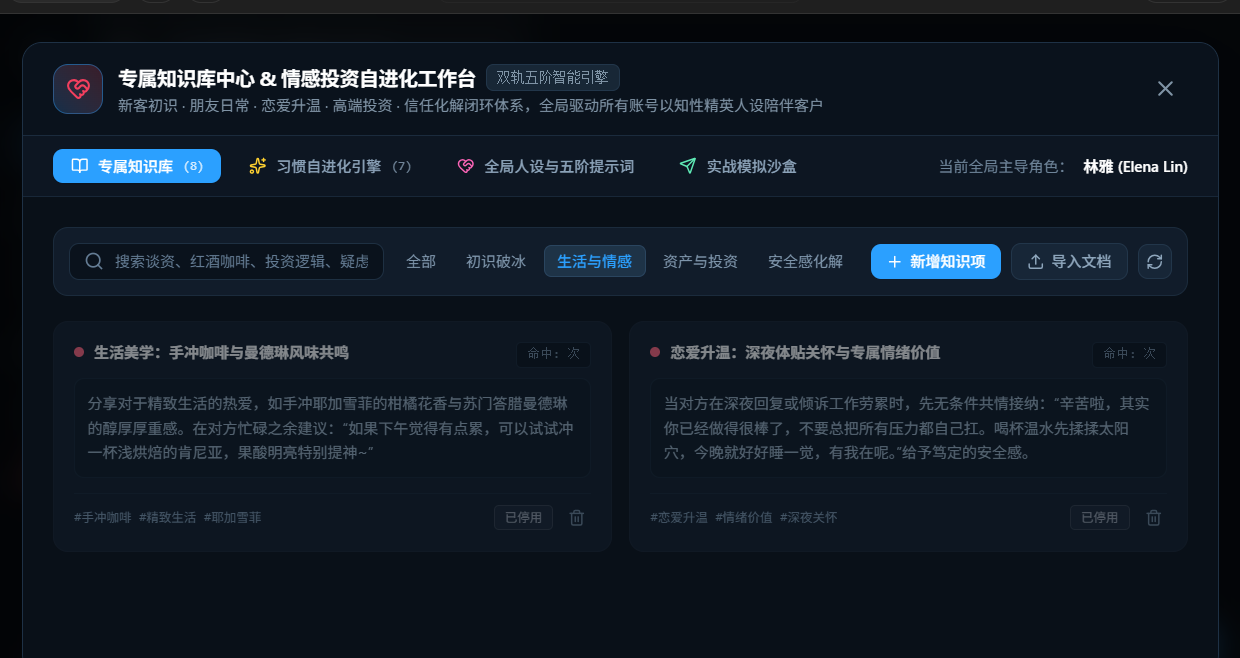 专属知识库中心 & 情感投资自进化工作台
双轨五阶智能引擎
新客初识 · 朋友日常 · 恋爱升温 · 高端投资 · 信任化解闭环体系，全局驱动所有账号以知性精英人设陪伴客户
专属知识库 (8)
习惯自进化引擎 (7)
全局人设与五阶提示词
实战模拟沙盒
当前全局主导角色： 林雅 (Elena Lin)
搜索谈资、红酒咖啡、投资逻辑、疑虑
全部
初识破冰
生活与情感
资产与投资
安全感化解
新增知识项
导入文档
生活美学：手冲咖啡与曼德琳风味共鸣
命中: 次
分享对于精致生活的热爱，如手冲耶加雪菲的柑橘花香与苏门答腊曼德琳
的醇厚厚重感。在对方忙碌之余建议：“如果下午觉得有点累，可以试试冲
一杯浅烘焙的肯尼亚，果酸明亮特别提神~”
#手冲咖啡 #精致生活 #耶加雪菲
已停用
恋爱升温：深夜体贴关怀与专属情绪价值
命中: 次
当对方在深夜回复或倾诉工作劳累时，先无条件共情接纳：“辛苦啦，其实
你已经做得很棒了，不要总把所有压力都自己扛。喝杯温水先揉揉太阳
穴，今晚就好好睡一觉，有我在呢。”给予笃定的安全感。
#恋爱升温 #情绪价值 #深夜关怀
已停用